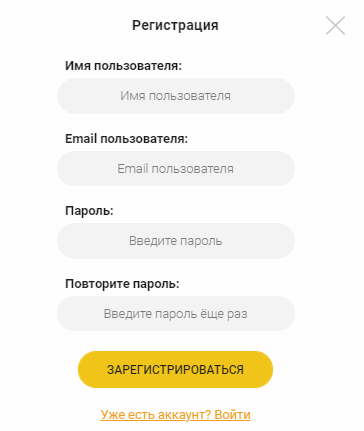 Регистрация
Имя пользователя:
Имя пользователя
Email пользователя:
Email пользователя
Пароль:
Введите пароль
Повторите пароль:
Введите пароль ёще раз
ЗАРЕГИСТРИРОВАТЬСЯ
Уже есть аккаунт? Войти